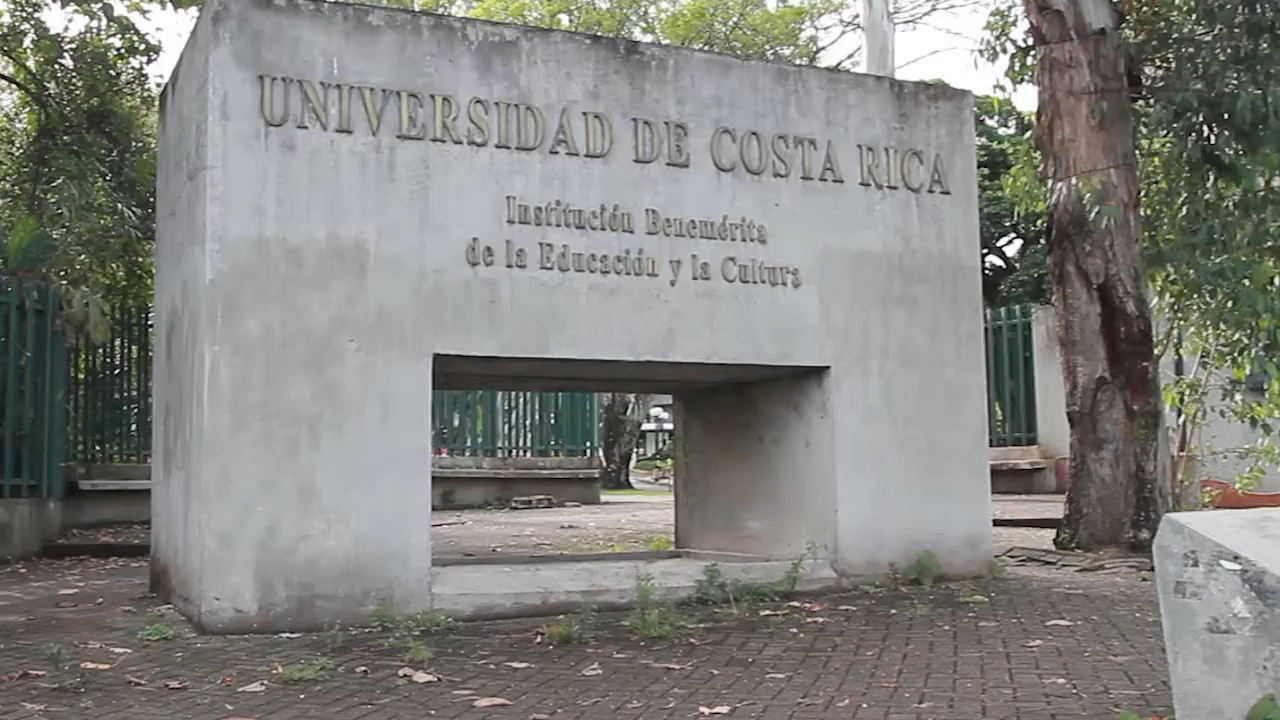 UNIVERSIDAD DE COSTA RICA
Institución Benemérita
de la Educación y la Cultura